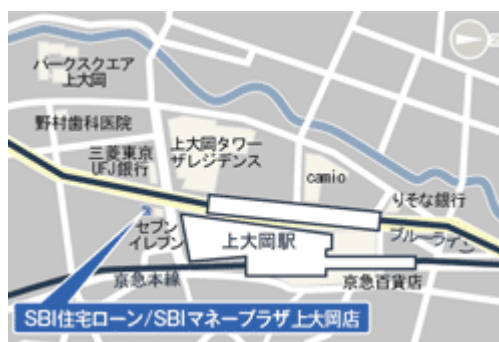 パークスクエア
上大岡
野村歯科医院
三菱東京
UFJ銀行
上大岡タワー
ザレジデンス
camio
りそな銀行
ブルーライン
セブン
イレブン
上大岡駅
京急本線
京急百貨店
SBI住宅ローン/SBIマネープラザ上大岡店